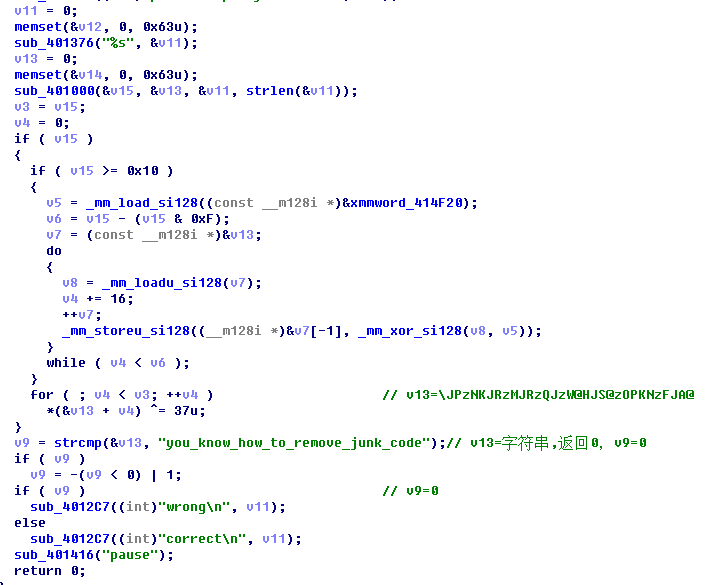 v11 = 0;
memset(&v12, 0, 0x63u);
sub_401376("%s", &v11);
v13 = 0;
memset(&v14, 0, 0x63u);
sub_401000(&v15, &v13, &v11, strlen(&v11));
v3 = v15;
v4 = 0;
if ( v15 )
{
if ( v15 >= 0x10 )
{
v5 = _mm_load_si128((const __m128i *)&xmmword_414F20);
v6 = v15 - (v15 & 0xF);
v7 = (const __m128i *)&v13;
do
{
v8 = _mm_loadu_si128(v7);
v4 += 16;
++v7;
_mm_storeu_si128((__m128i *)&v7[-1], _mm_xor_si128(v8, v5));
}
while ( v4 < v6 );
}
for ( ; v4 < v3; ++v4 ) // v13=\JPzNKJRzMJRzQJzW@HJS@zOPKNzFJA@
*(&v13 + v4) ^= 37u;
}
v9 = strcmp(&v13, "you_know_how_to_remove_junk_code");// v13=字符串,返回0, v9=0
if ( v9 )
v9 = -(v9 < 0) | 1;
if ( v9 ) // v9=0
sub_4012C7((int)"wrong\n", v11);
else
sub_4012C7((int)"correct\n", v11);
sub_401416("pause");
return 0;